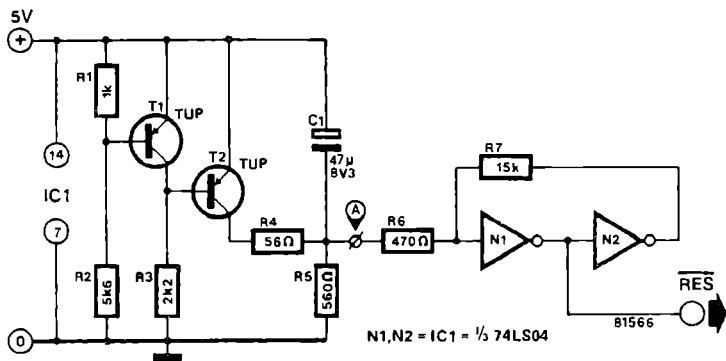 5V
+
R1
1k
T1
TUP
T2
TUP
C1
47µ
8V3
R7
15k
14
IC1
7
R4
56Ω
A
R6
470Ω
N1
N2
R2
5k6
R3
2k2
R5
560Ω
RES
81566
0
N1,N2 = IC1 = 1/3 74LS04